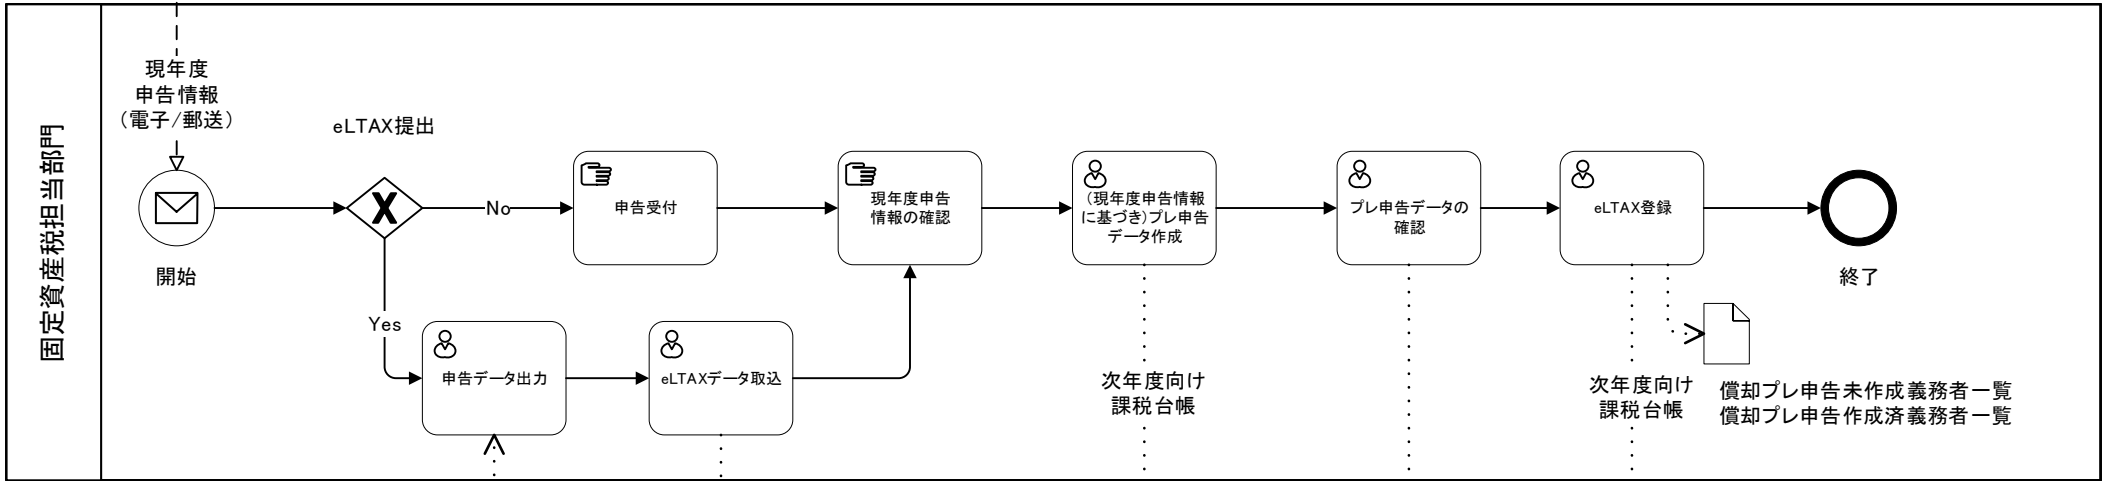 固定資産税担当部門
現年度
申告情報
（電子/郵送）
開始
eLTAX提出
No
Yes
申告受付
申告データ出力
eLTAXデータ取込
現年度申告
情報の確認
（現年度申告情報
に基づき）プレ申告
データ作成
次年度向け
課税台帳
プレ申告データの
確認
eLTAX登録
次年度向け
課税台帳
償却プレ申告未作成義務者一覧
償却プレ申告作成済義務者一覧
終了